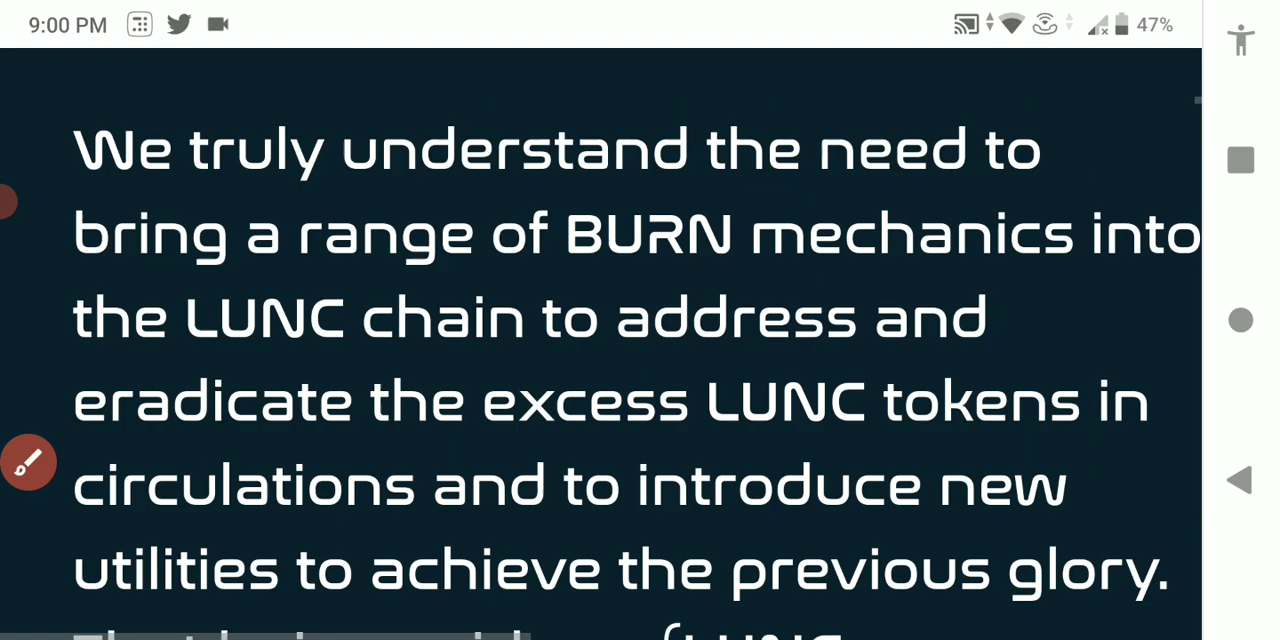 9:00 PM
47%
We truly understand the need to
bring a range of BURN mechanics into
the LUNC chain to address and
eradicate the excess LUNC tokens in
circulations and to introduce new
utilities to achieve the previous glory.